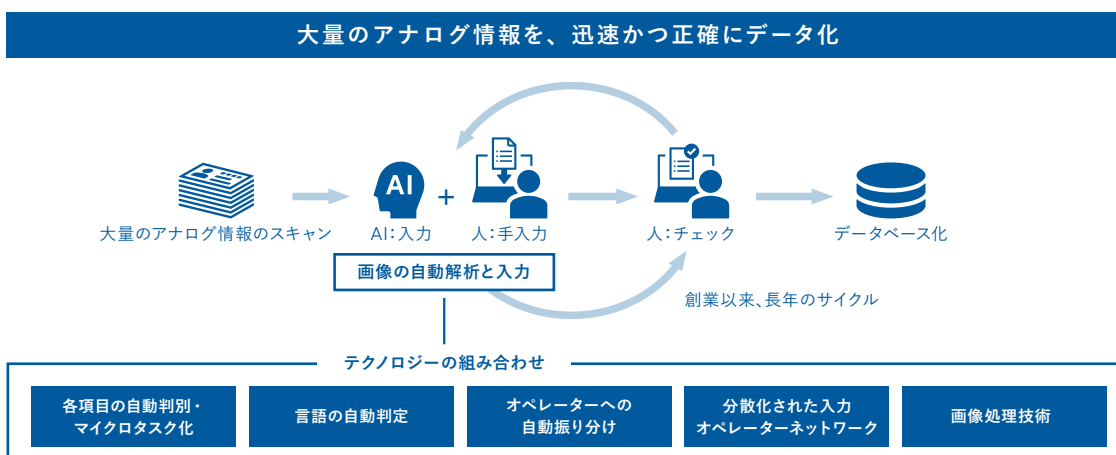 大量のアナログ情報を、迅速かつ正確にデータ化
AI
+
大量のアナログ情報のスキャン
AI:入力
人:手入力
人:チェック
データベース化
画像の自動解析と入力
創業以来、長年のサイクル
テクノロジーの組み合わせ
各項目の自動判別・
マイクロタスク化
言語の自動判定
オペレーターへの
自動振り分け
分散化された入力
オペレーターネットワーク
画像処理技術